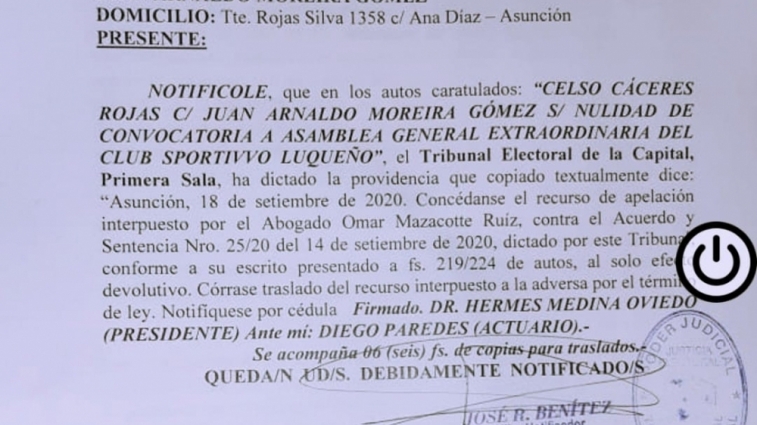 DOMICILIO: Tte. Rojas Silva 1358 c/ Ana Díaz – Asunción
PRESENTE:
NOTIFICOLE, que en los autos caratulados: “CELSO CÁCERES
ROJAS C/ JUAN ARNALDO MOREIRA GÓMEZ S/ NULIDAD DE
CONVOCATORIA A ASAMBLEA GENERAL EXTRAORDINARIA DEL
CLUB SPORTIVVO LUQUEÑO”, el Tribunal Electoral de la Capital,
Primera Sala, ha dictado la providencia que copiado textualmente dice:
“Asunción, 18 de setiembre de 2020. Concédanse el recurso de apelación
interpuesto por el Abogado Omar Mazacotte Ruíz, contra el Acuerdo y
Sentencia Nro. 25/20 del 14 de setiembre de 2020, dictado por este Tribunal
conforme a su escrito presentado a fs. 219/224 de autos, al solo
devolutivo. Córrase traslado del recurso interpuesto a la adversa por el
de ley. Notifíquese por cédula Firmado. DR. HERMES MEDINA OVIEDO
(PRESIDENTE) Ante mí: DIEGO PAREDES (ACTUARIO).-
Se acompaña 06 (seis) fs. de copias para traslados.-
QUEDA/N UD/S. DEBIDAMENTE NOTIFICADO/S
PODER JUDICIAL
JUSTICIA
JOSÉ R. BENÍTEZ
Notificador